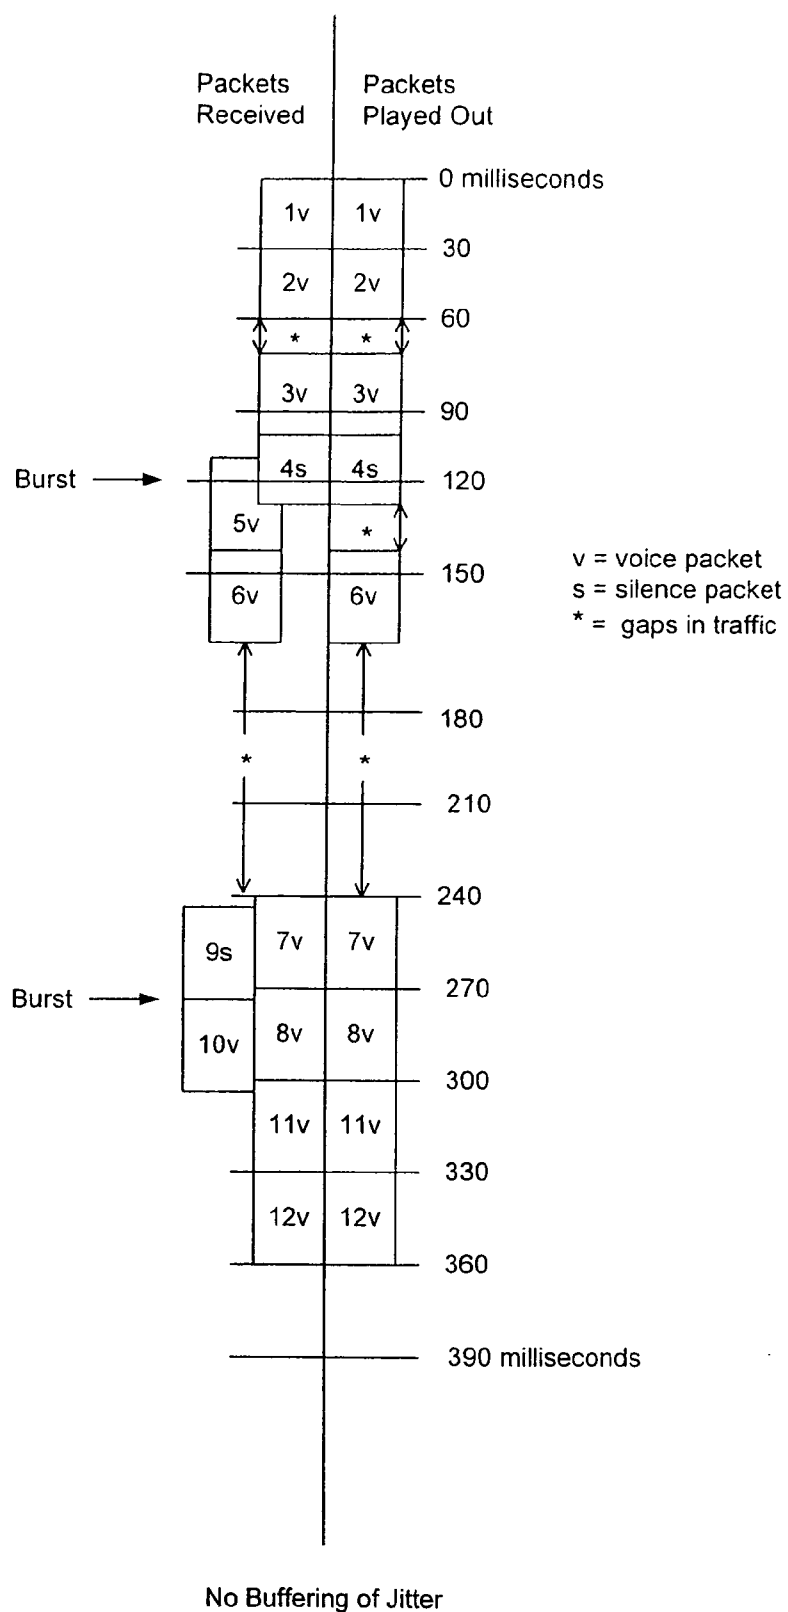 Packets
Received
Packets
Played Out
0 milliseconds
1v 1v
30
2v 2v
60
* *
3v 3v
90
4s 4s
Burst 120
5v
*
150
v = voice packet
s = silence packet
* = gaps in traffic
6v 6v
180
* *
210
240
9s 7v 7v
270
Burst
10v 8v 8v
300
11v 11v
330
12v 12v
360
390 milliseconds
No Buffering of Jitter